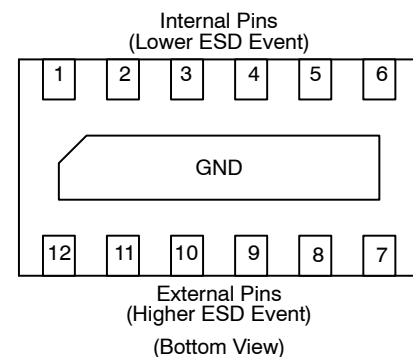 Internal Pins
(Lower ESD Event)
1 2 3 4 5 6
GND
12 11 10 9 8 7
External Pins
(Higher ESD Event)
(Bottom View)